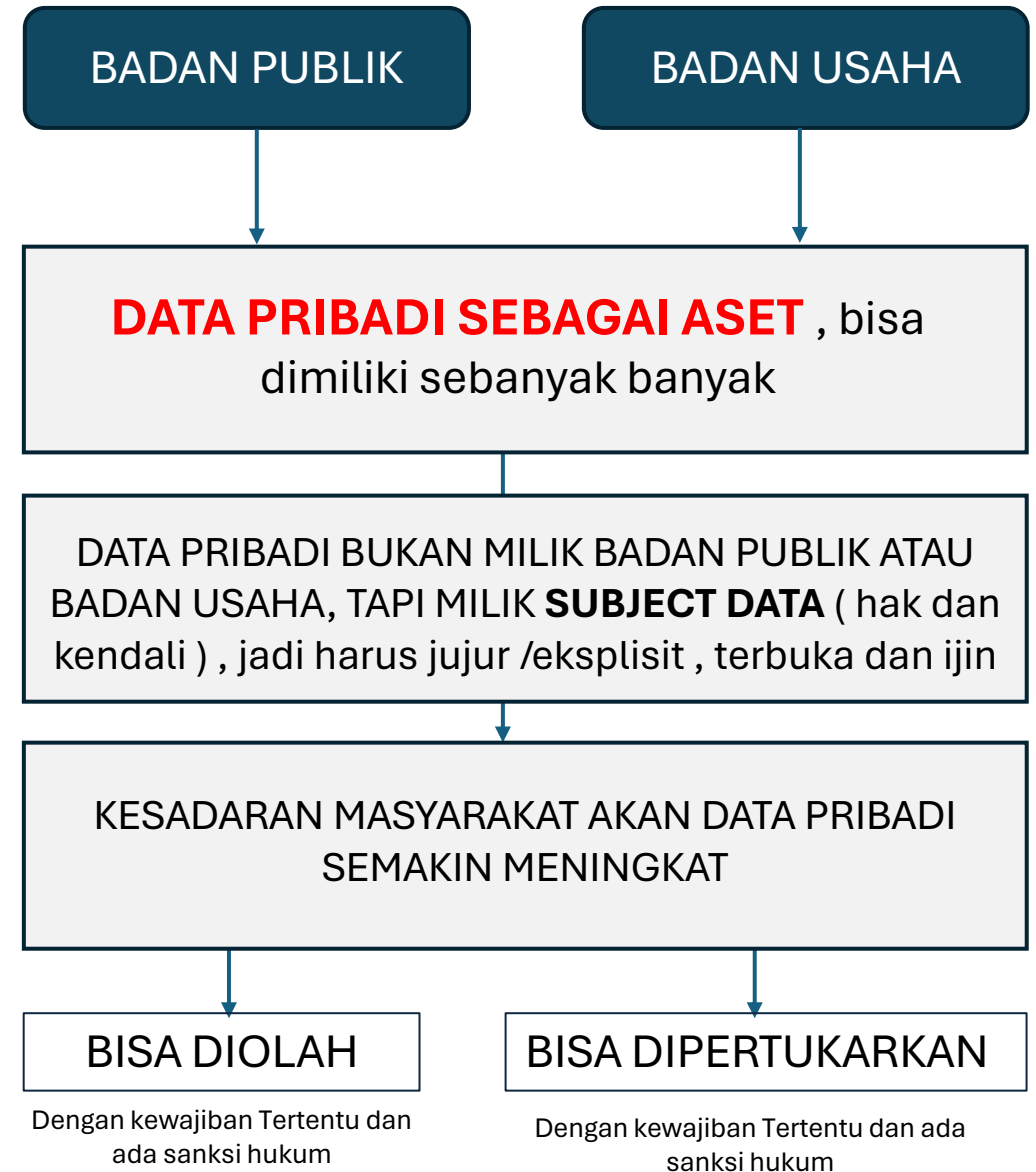 BADAN PUBLIK
BADAN USAHA
DATA PRIBADI SEBAGAI ASET , bisa
dimiliki sebanyak banyak
DATA PRIBADI BUKAN MILIK BADAN PUBLIK ATAU
BADAN USAHA, TAPI MILIK SUBJECT DATA ( hak dan
kendali ) , jadi harus jujur /eksplisit , terbuka dan ijin
KESADARAN MASYARAKAT AKAN DATA PRIBADI
SEMAKIN MENINGKAT
BISA DIOLAH
Dengan kewajiban Tertentu dan
ada sanksi hukum
BISA DIPERTUKARKAN
Dengan kewajiban Tertentu dan ada
sanksi hukum